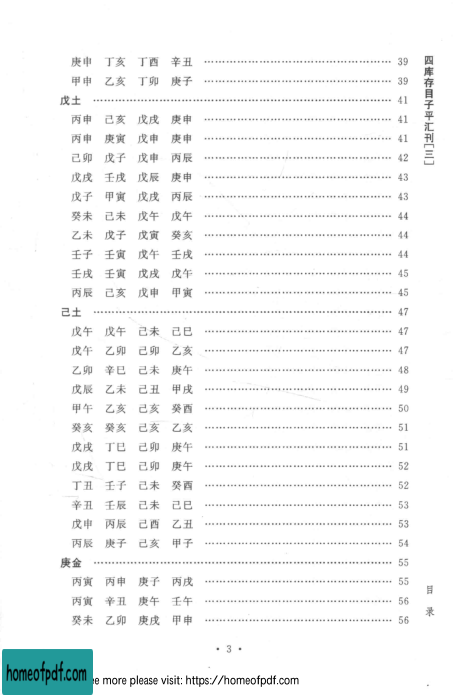 庚申 丁亥 丁酉 辛丑 …… 39
甲申 乙亥 丁卯 庚子 …… 39
戊土 …… 41
丙申 己亥 戊戌 庚申 …… 41
丙申 庚寅 戊申 庚申 …… 41
己卯 戊子 戊申 丙辰 …… 42
戊戌 壬戌 戊辰 庚申 …… 43
戊子 甲寅 戊戌 丙辰 …… 43
癸未 己未 戊午 戊午 …… 44
乙未 戊子 戊寅 癸亥 …… 44
壬子 壬寅 戊午 壬戌 …… 44
壬戌 壬寅 戊戌 戊午 …… 45
丙辰 己亥 戊申 甲寅 …… 45
己土 …… 47
戊午 戊午 己未 己巳 …… 47
戊午 乙卯 己卯 乙亥 …… 47
乙卯 辛巳 己未 庚午 …… 48
戊辰 乙未 己丑 甲戌 …… 49
甲午 乙亥 己亥 癸酉 …… 50
癸亥 癸亥 己亥 乙亥 …… 51
戊戌 丁巳 己卯 庚午 …… 51
戊戌 丁巳 己卯 庚午 …… 52
丁丑 壬子 己未 癸酉 …… 52
辛丑 壬辰 己未 己巳 …… 53
戊申 丙辰 己酉 乙丑 …… 53
丙辰 庚子 己亥 甲子 …… 54
庚金 …… 55
丙寅 丙申 庚子 丙戌 …… 55
丙寅 辛丑 庚午 壬午 …… 56
癸未 乙卯 庚戌 甲申 …… 56
四库存目子平汇刊[三]
目录
· 3 ·
homeofpdf.com
ee more please visit: https://homeofpdf.com